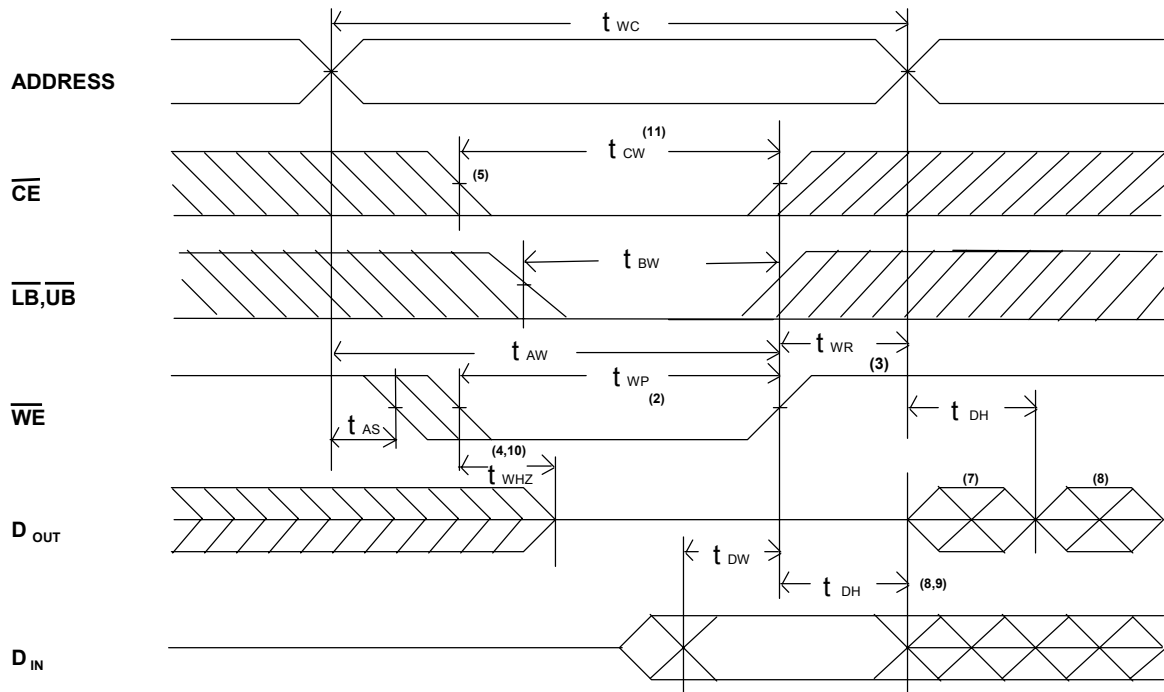 t WC
ADDRESS
t CW (11)
CE (5)
t BW
LB,UB
t AW
t WR
t WP (2)
(3)
WE
t AS
t DH
(4,10)
t WHZ
(7) (8)
D OUT
t DW
t DH (8,9)
D IN